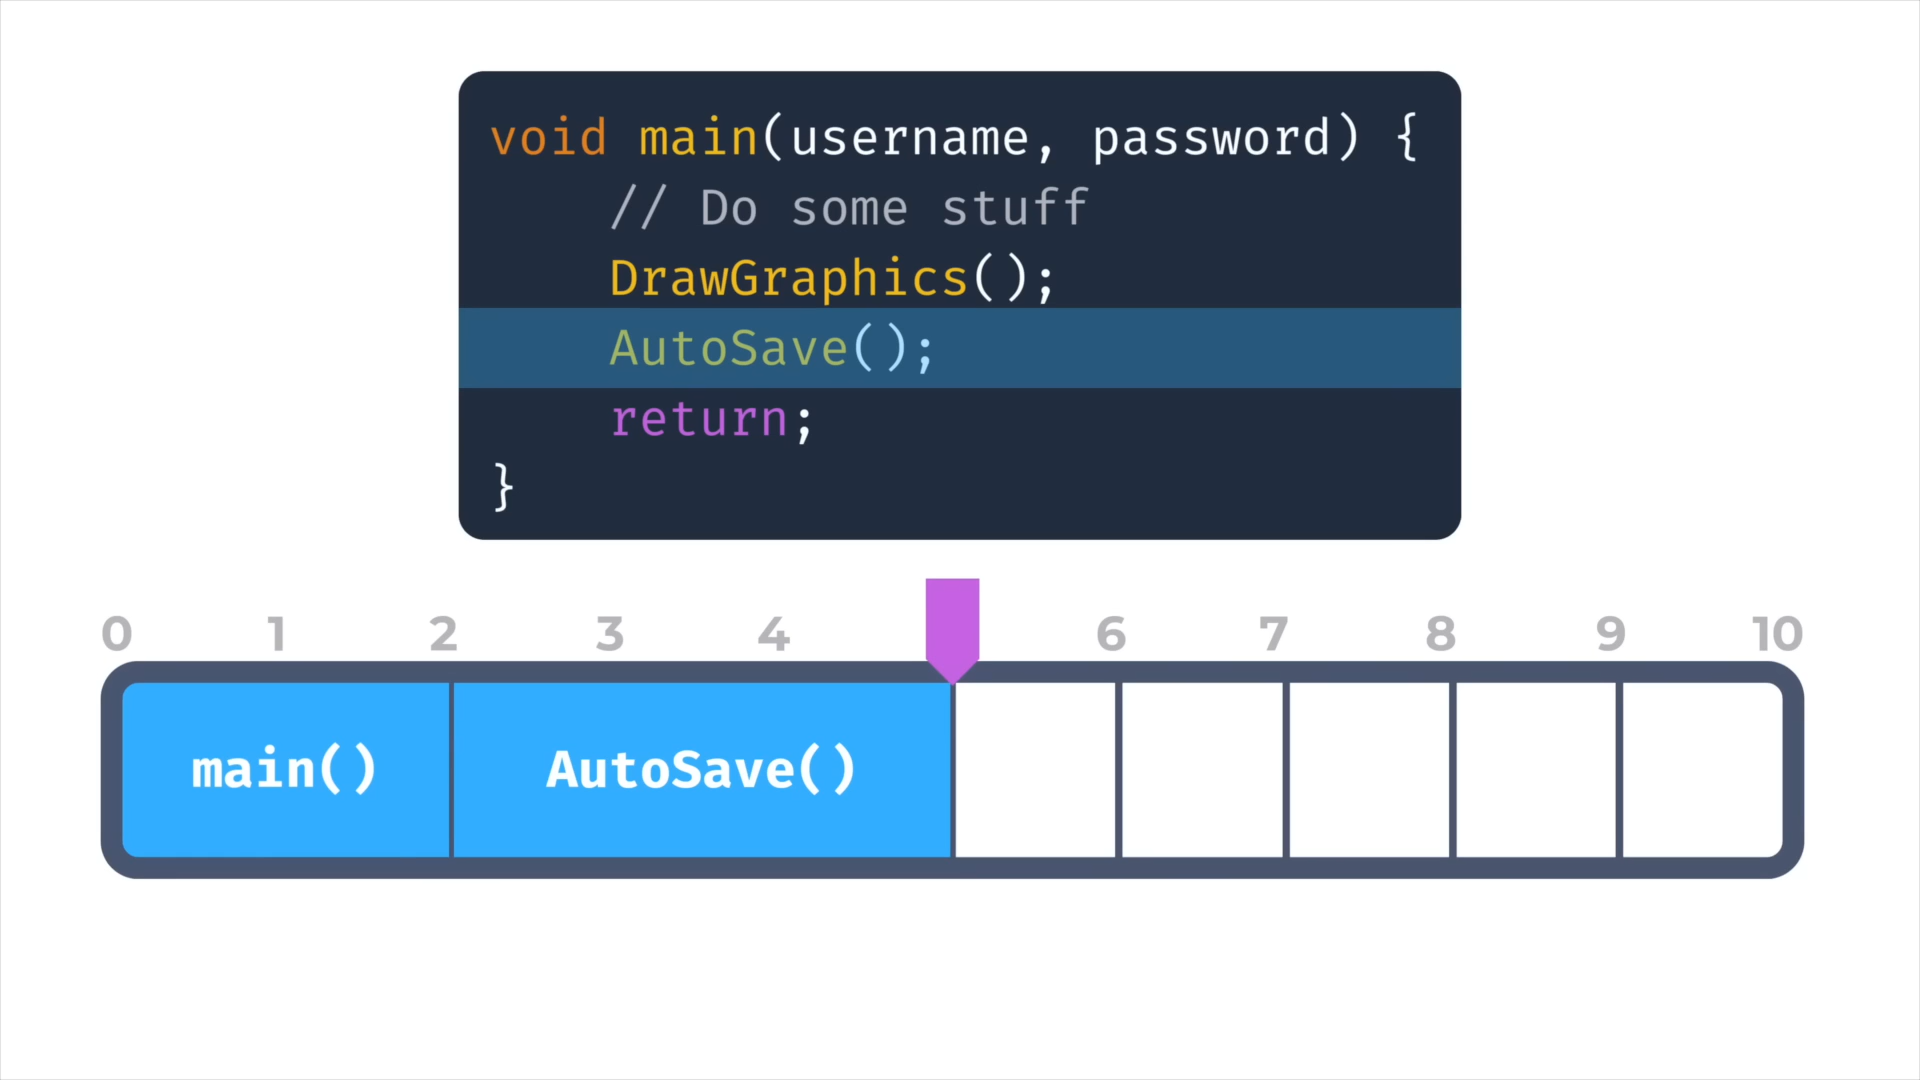 void main(username, password) {
// Do some stuff
DrawGraphics();
AutoSave();
return;
}
0 1 2 3 4 6 7 8 9 10
main() AutoSave()